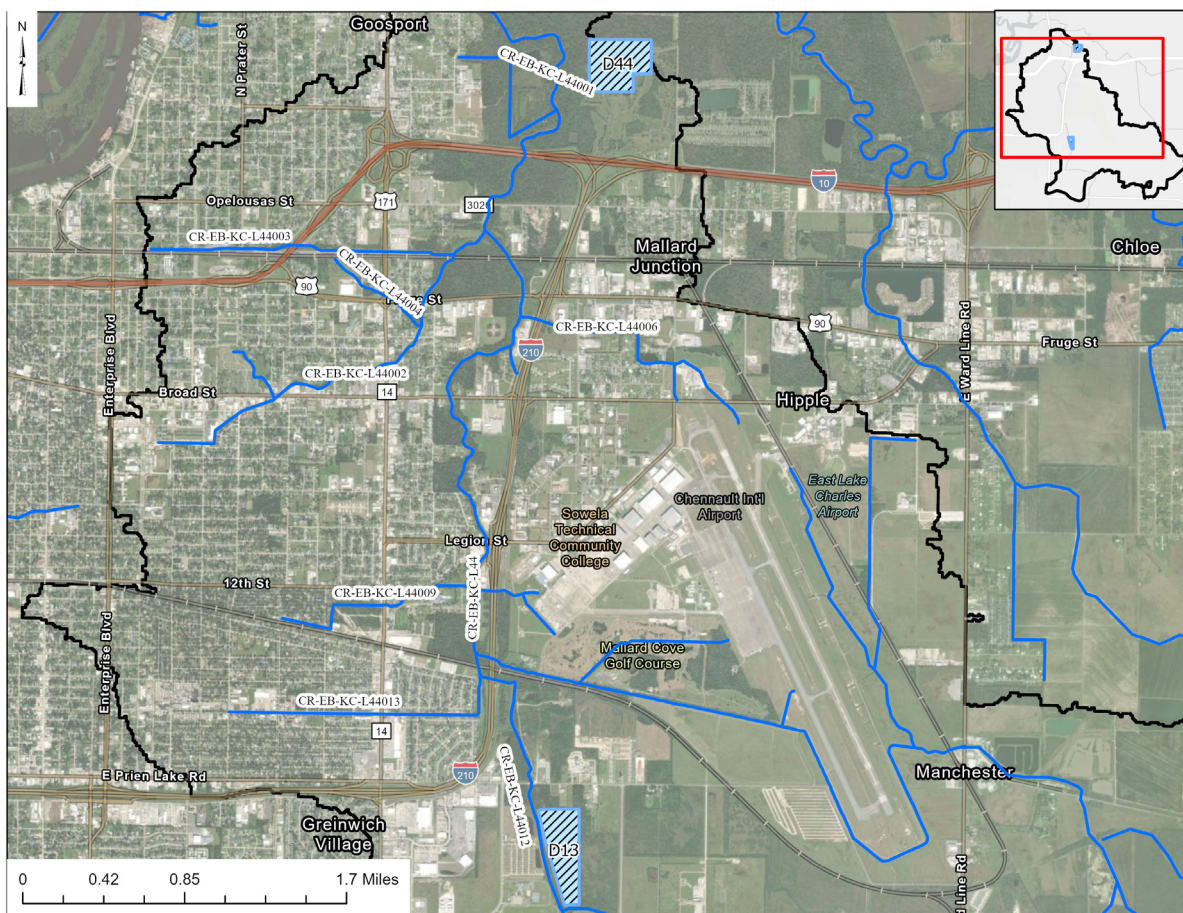 Goosport
N
N Prater St
D44
CR-EB-KC-L44001
10
Opelousas St
171
3020
CR-EB-KC-L44003
Mallard
Junction
Chloe
CR-EB-KC-L44004
90
St
CR-EB-KC-L44006
90
Fruge St
210
Enterprise Blvd
CR-EB-KC-L44002
E Ward Line Rd
Broad St
14
Hipple
East Lake
Charles
Airport
Chennault Int'l
Airport
Sowela
Technical
Community
College
Legion St
12th St
CR-EB-KC-L44009
CR-EB-KC-L44
Enterprise Blvd
Mallard Cove
Golf Course
CR-EB-KC-L44013
14
E Prien Lake Rd
210
Manchester
CR-EB-KC-L44012
Greinwich
Village
D13
Line Rd
0 0.42 0.85 1.7 Miles